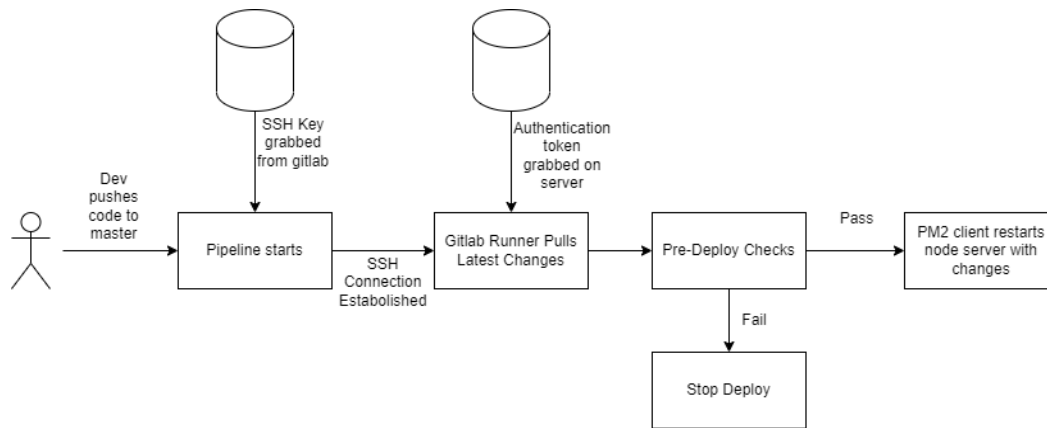 SSH Key
grabbed
from gitlab
Authentication
token
grabbed on
server
Dev
pushes
code to
master
Pipeline starts
SSH
Connection
Estabolished
Gitlab Runner Pulls
Latest Changes
Pre-Deploy Checks
Pass
PM2 client restarts
node server with
changes
Fail
Stop Deploy